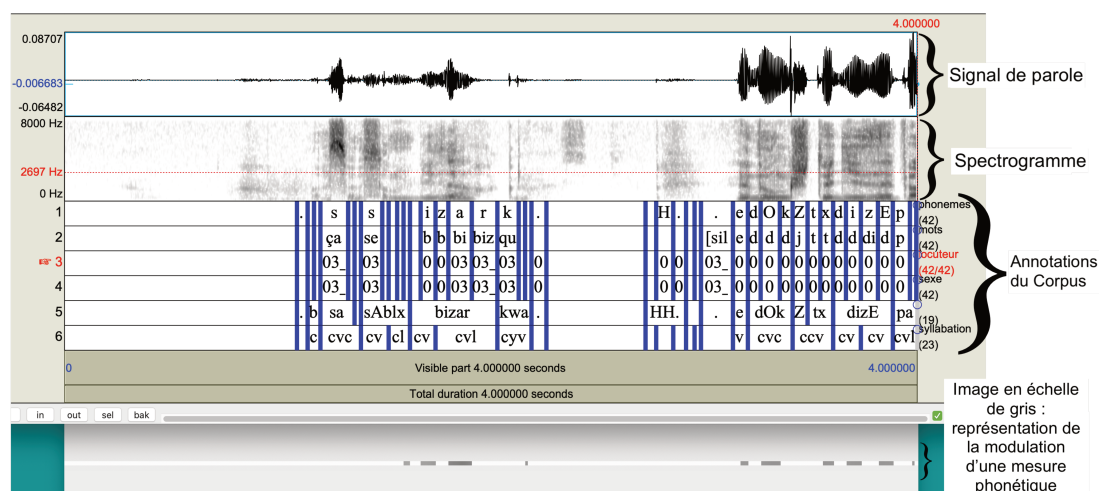 4.000000
0.08707
-0.006683
-0.06482
Signal de parole
8000 Hz
2697 Hz
0 Hz
Spectrogramme
1 . s s i z a r k . H . . e d O k Z t x d i z E p phonemes (42)
2 ça se b b bi biz qu [sil e d d d j t t d d di d p mots (42)
3 03_ 03 0 0 03 03_ 03 0 0 0 03_ 0 0 0 0 0 0 0 0 0 0 0 0 locuteur (42/42)
4 03_ 03 0 0 03 03_ 03 0 0 0 03_ 0 0 0 0 0 0 0 0 0 0 0 0 sexe (42)
5 . b sa sAblx bizar kwa . HH. . e dOk Z tx dizE pa (19)
6 c cvc cv cl cv cvl cyv v cvc ccv cv cv cvl syllabation (23)
Annotations
du Corpus
0 Visible part 4.000000 seconds 4.000000
Total duration 4.000000 seconds
in out sel bak
Image en échelle
de gris :
représentation de
la modulation
d'une mesure
phonétique